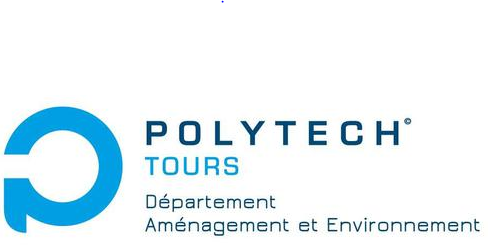 POLYTECH©
TOURS
Département
Aménagement et Environnement